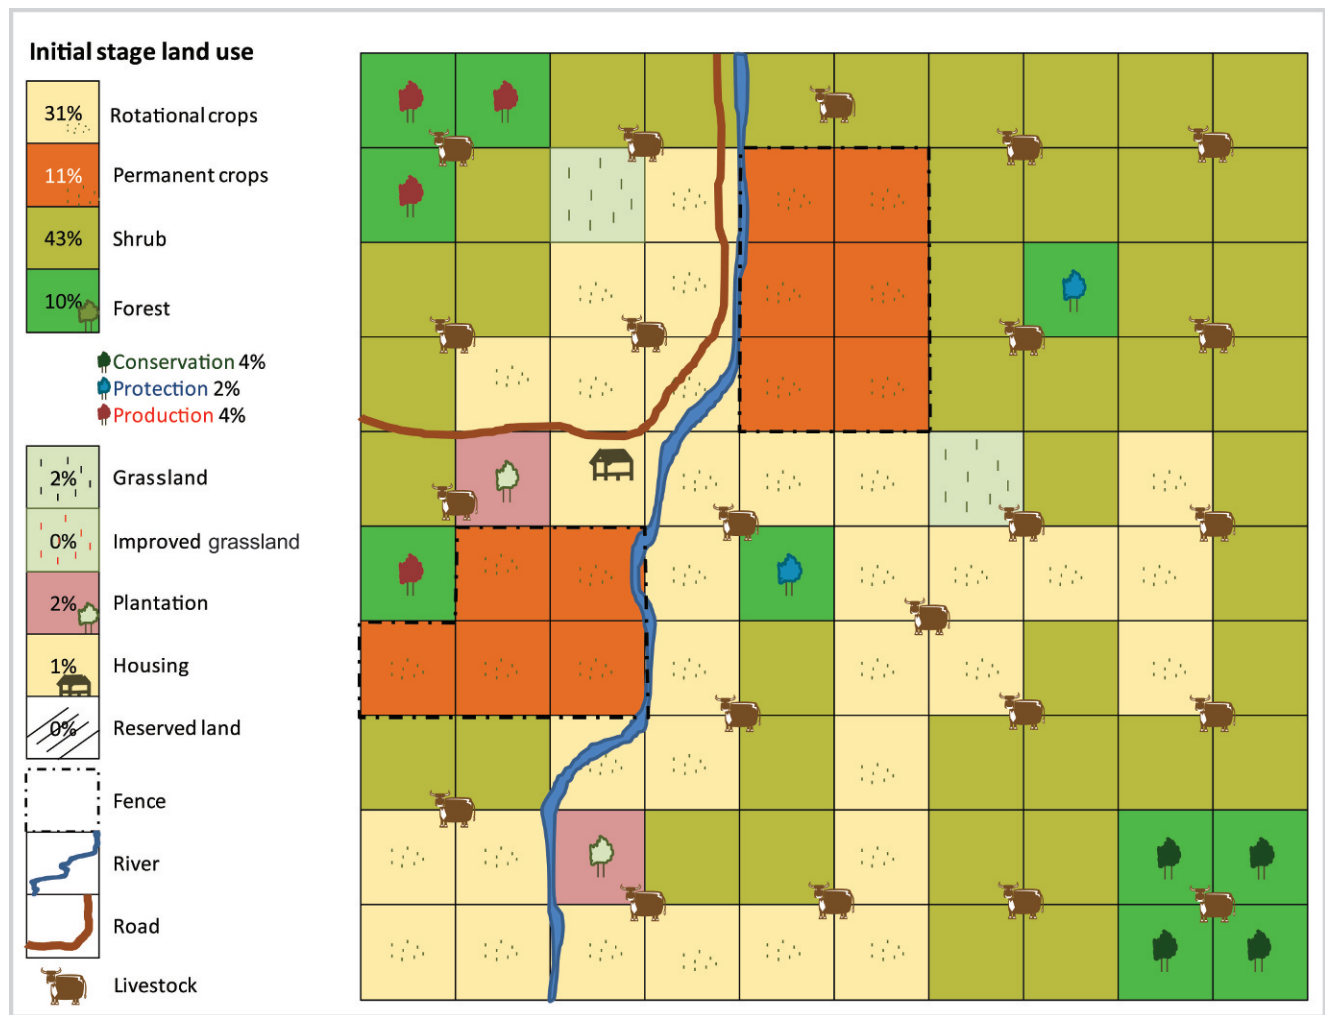 Initial stage land use
31% Rotational crops
11% Permanent crops
43% Shrub
10% Forest
Conservation 4%
Protection 2%
Production 4%
2% Grassland
0% Improved grassland
2% Plantation
1% Housing
0% Reserved land
Fence
River
Road
Livestock